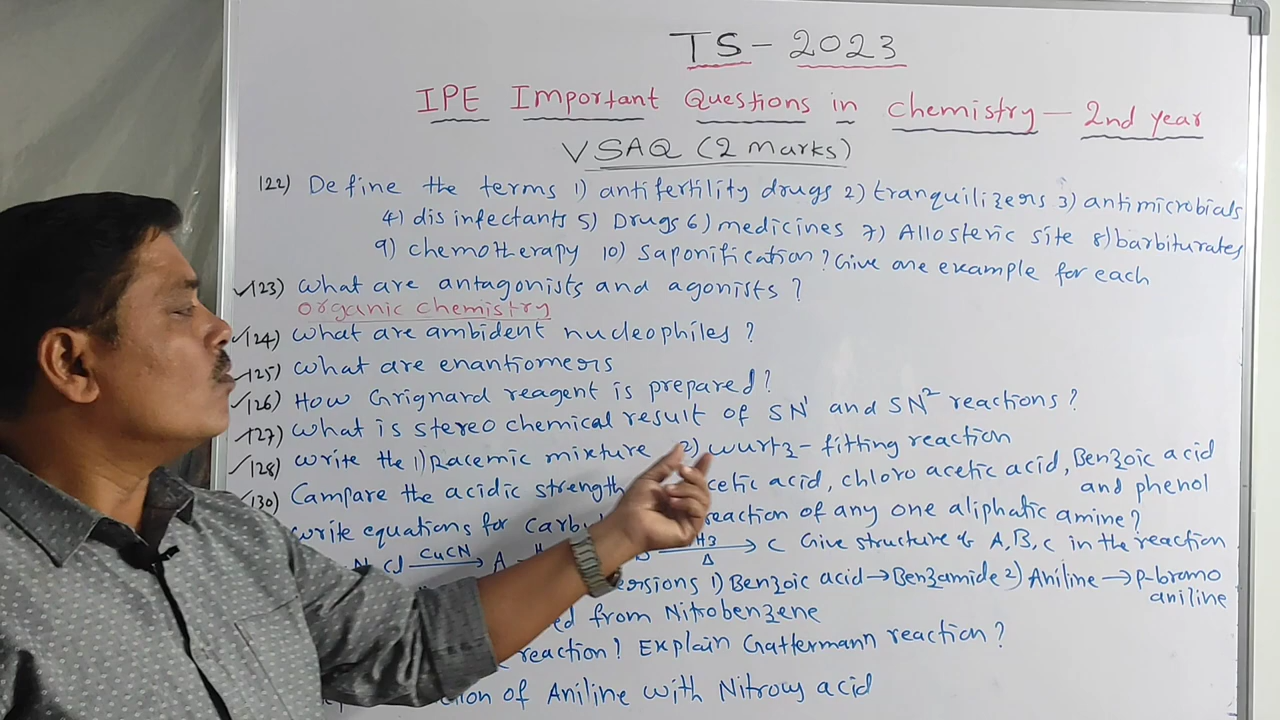 TS - 2023
IPE Important Questions in chemistry - 2nd year
VSAQ (2 Marks)
122) Define the terms 1) antifertility drugs 2) tranquilizers 3) antimicrobials
4) disinfectants 5) Drugs 6) medicines 7) Allosteric site 8) barbiturates
9) chemotherapy 10) Saponification? Give one example for each
123) What are antagonists and agonists?
organic chemistry
124) What are ambident nucleophiles?
125) What are enantiomers
126) How Grignard reagent is prepared?
127) What is stereo chemical result of SN1 and SN2 reactions?
128) Write the 1) Racemic mixture 2) Wurtz-fitting reaction
130) Campare the acidic strength acetic acid, chloro acetic acid, Benzoic acid
and phenol
write equations for reaction of any one aliphatic amine?
CuCN → A Δ → C Give structure of A, B, C in the reaction
1) Benzoic acid → Benzamide 2) Aniline → p-bromo
aniline
from Nitrobenzene
reaction? Explain Gattermann reaction?
of Aniline with Nitrous acid